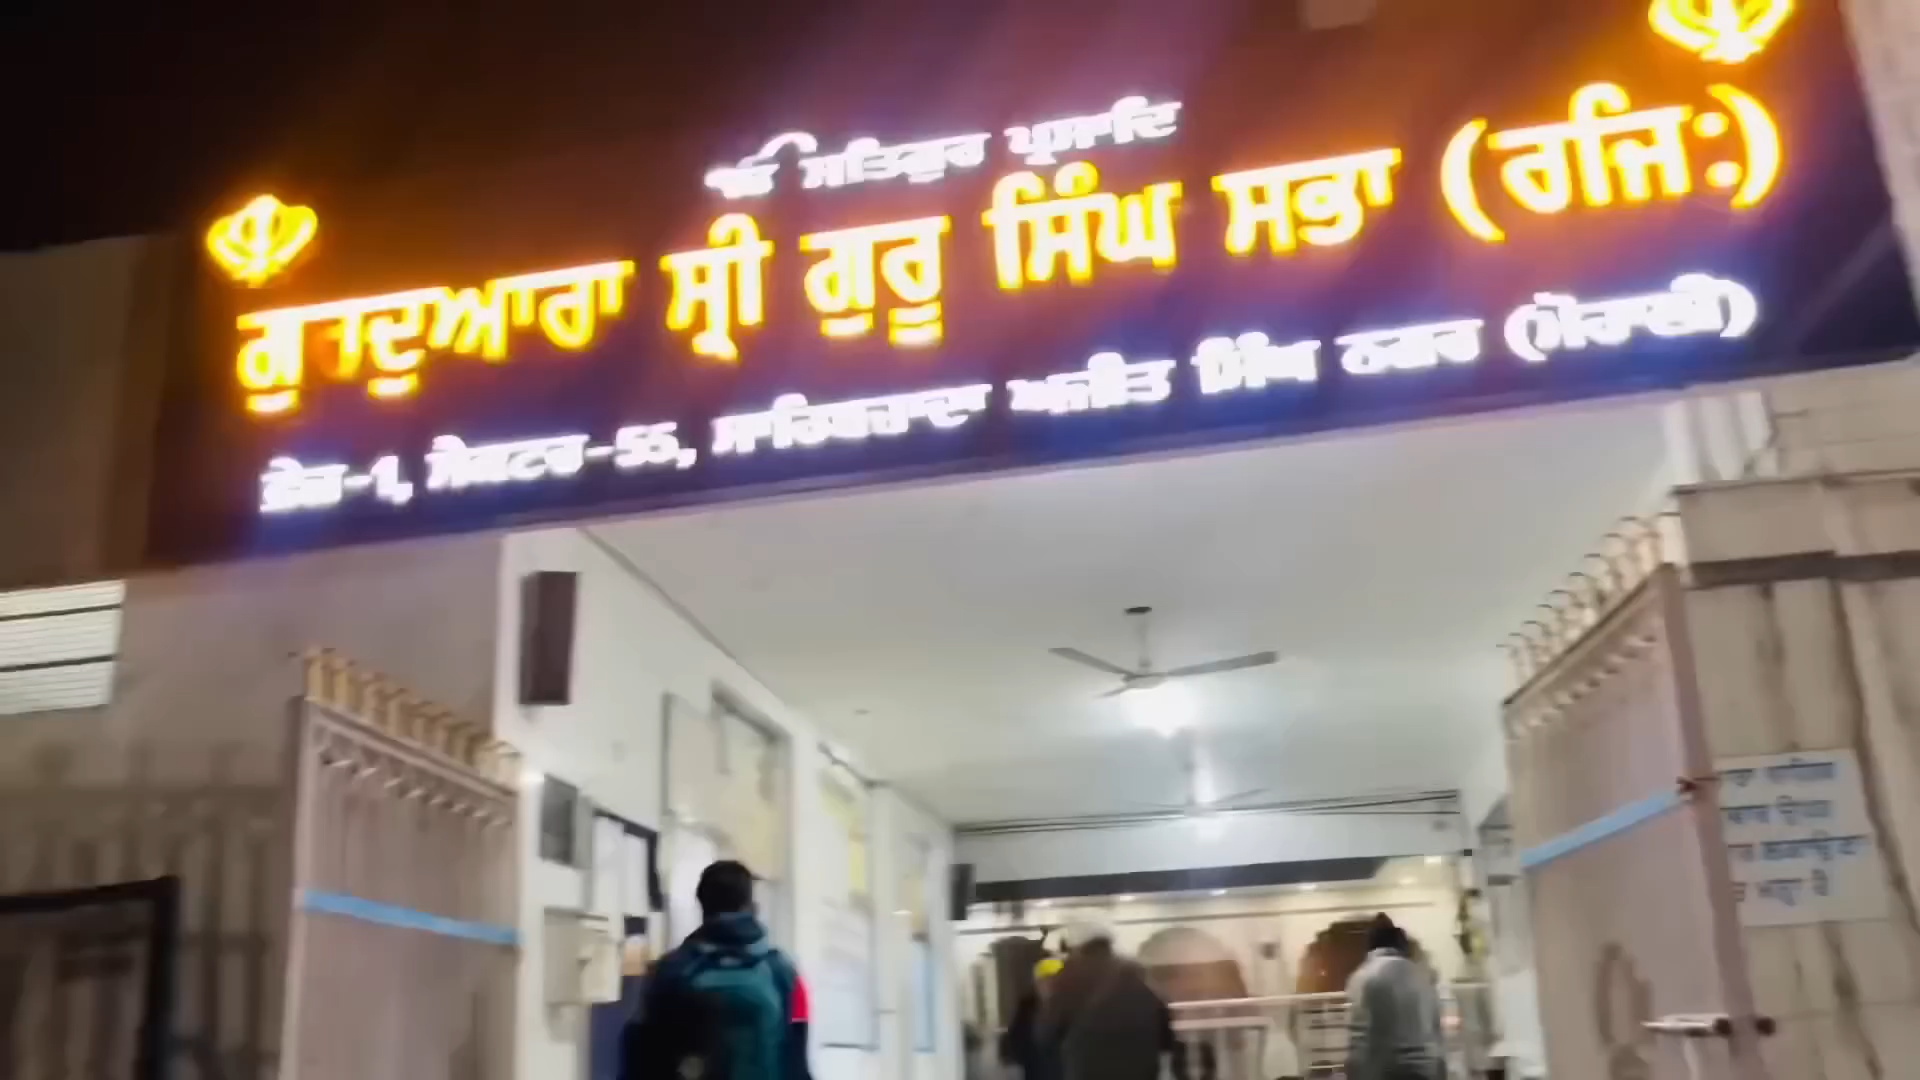 ੴ ਸਤਿਗੁਰ ਪ੍ਰਸਾਦਿ
ਗੁਰਦੁਆਰਾ ਸ੍ਰੀ ਗੁਰੂ ਸਿੰਘ ਸਭਾ (ਰਜਿ:)
ਫੇਜ਼-1, ਸੈਕਟਰ-55, ਸਾਹਿਬਜ਼ਾਦਾ ਅਜੀਤ ਸਿੰਘ ਨਗਰ (ਮੋਹਾਲੀ)